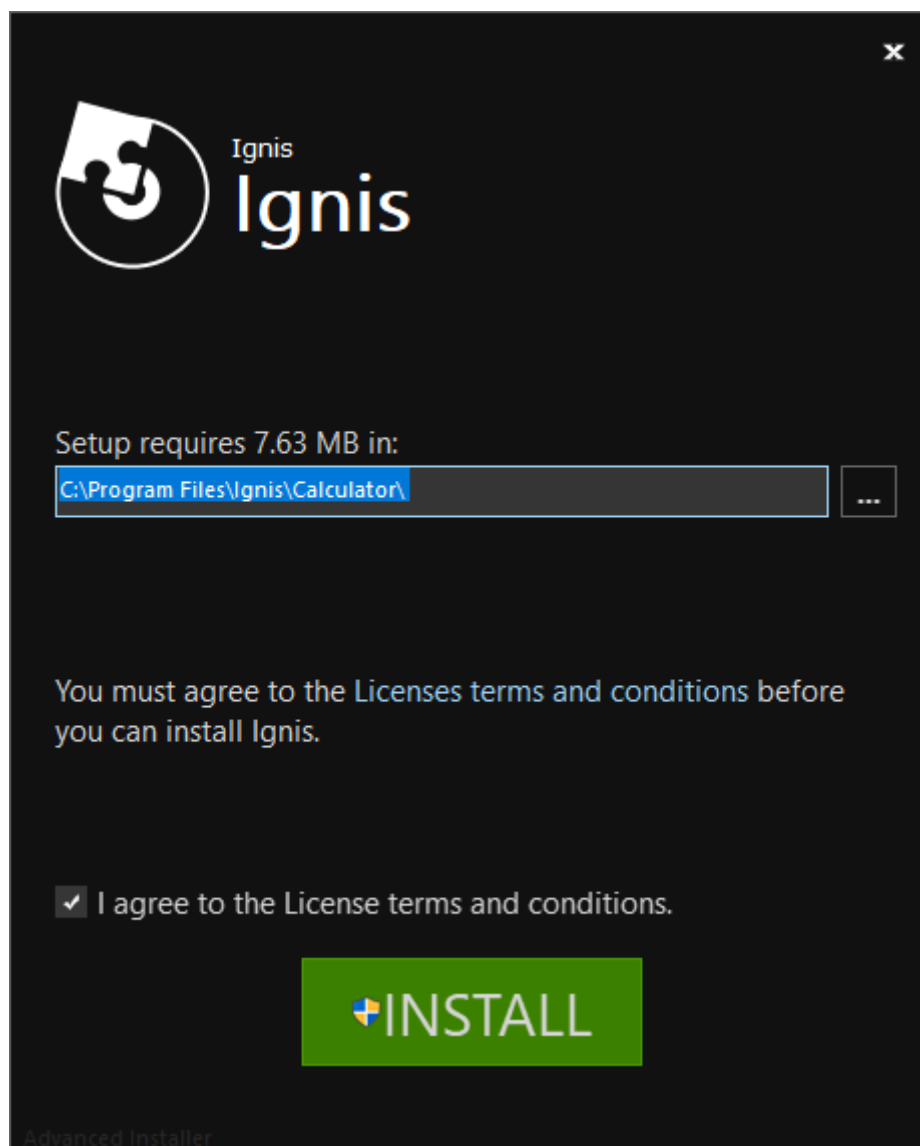 Ignis
Ignis
Setup requires 7.63 MB in:
C:\Program Files\Ignis\Calculator\
...
You must agree to the Licenses terms and conditions before
you can install Ignis.
I agree to the License terms and conditions.
INSTALL
Advanced Installer